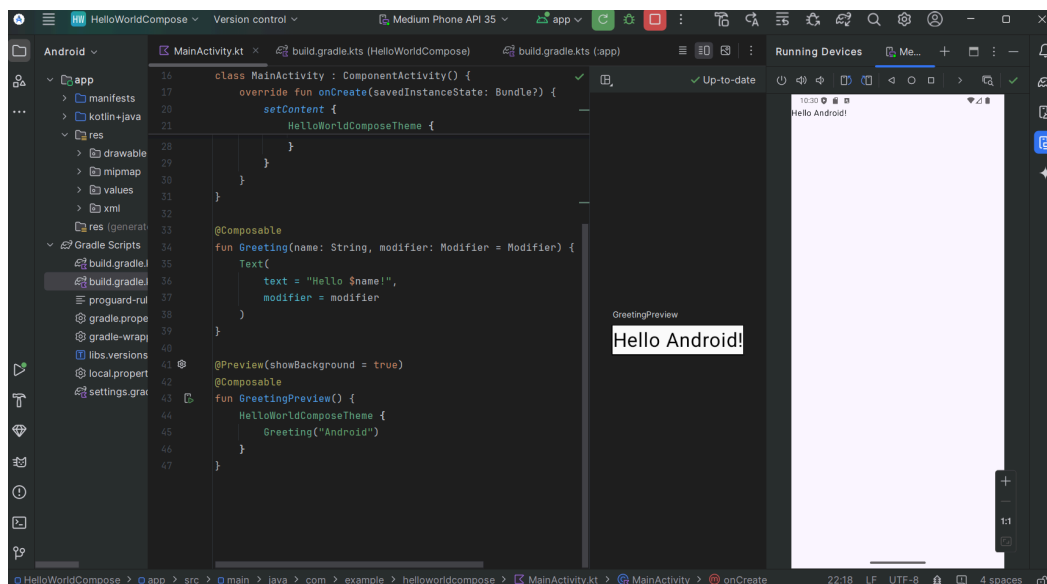 HW HelloWorldCompose Version control Medium Phone API 35 app
Android
MainActivity.kt build.gradle.kts (HelloWorldCompose) build.gradle.kts (:app)
Running Devices Me...
app
manifests
kotlin+java
res
drawable
mipmap
values
xml
res (generat
Gradle Scripts
build.gradle.
build.gradle.
proguard-rul
gradle.prope
gradle-wrap
libs.versions
local.propert
settings.grad
16 class MainActivity : ComponentActivity() {
17 override fun onCreate(savedInstanceState: Bundle?) {
20 setContent {
21 HelloWorldComposeTheme {
28 }
29 }
30 }
31 }
32
33 @Composable
34 fun Greeting(name: String, modifier: Modifier = Modifier) {
35 Text(
36 text = "Hello $name!",
37 modifier = modifier
38 )
39 }
40
41 @Preview(showBackground = true)
42 @Composable
43 fun GreetingPreview() {
44 HelloWorldComposeTheme {
45 Greeting("Android")
46 }
47 }
Up-to-date
GreetingPreview
Hello Android!
10:30
Hello Android!
1:1
HelloWorldCompose > app > src > main > java > com > example > helloworldcompose > MainActivity.kt > MainActivity > onCreate
22:18 LF UTF-8 4 spaces